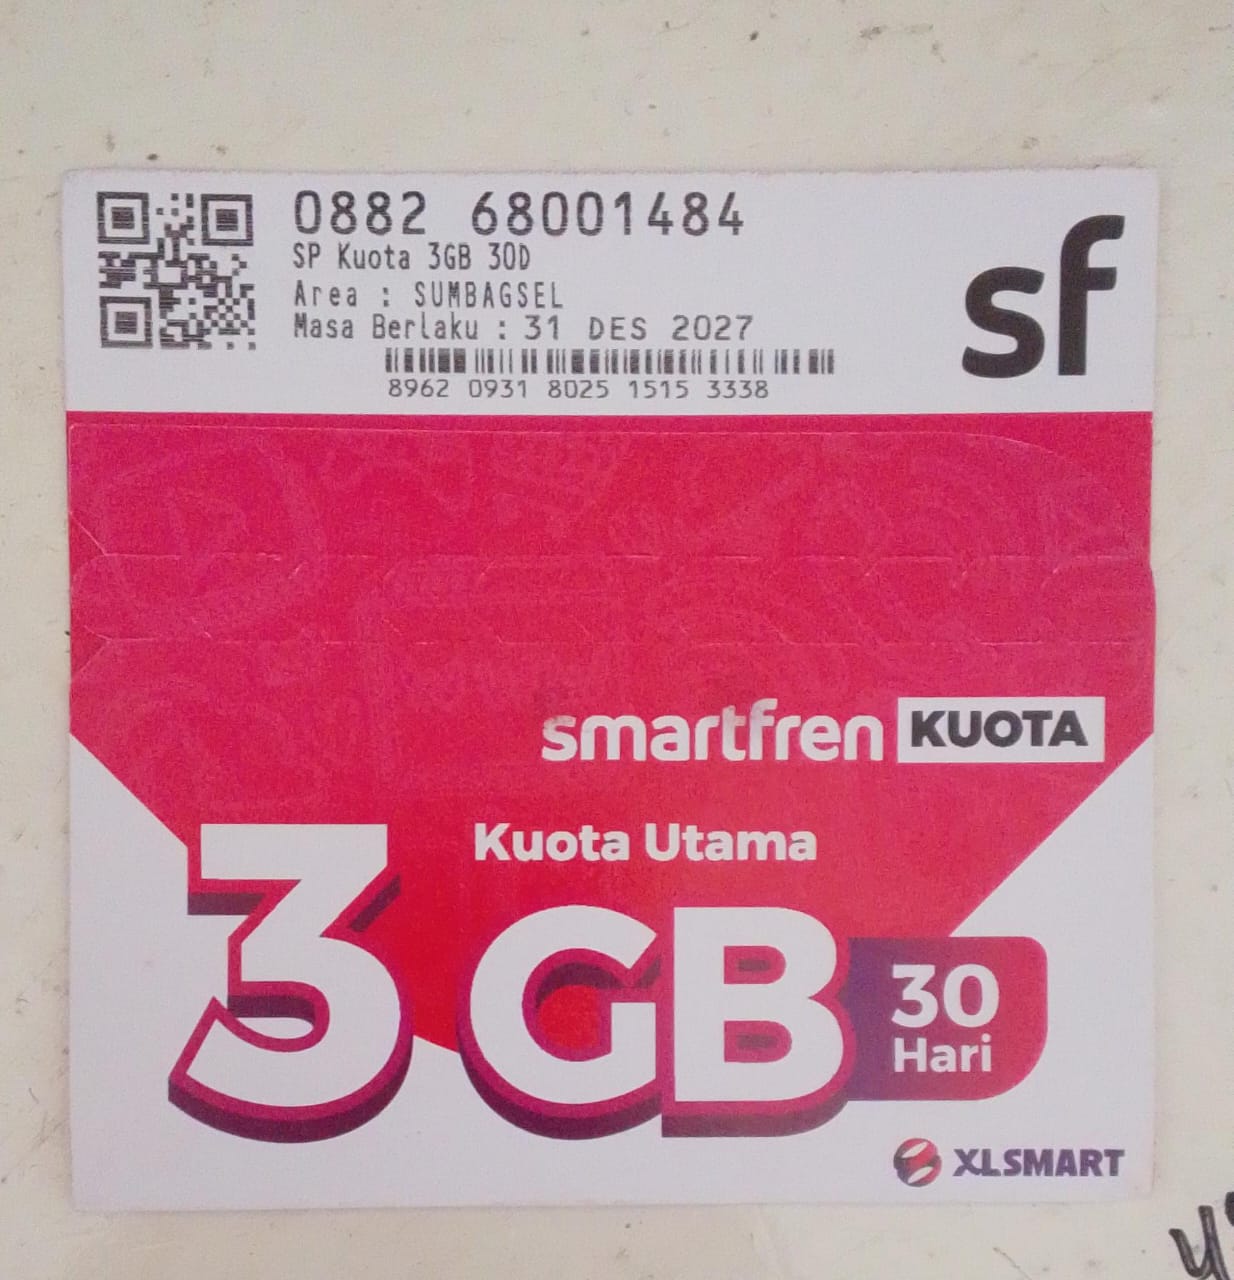 0882 68001484
SP Kuota 3GB 30D
Area : SUMBAGSEL
Masa Berlaku : 31 DES 2027
8962 0931 8025 1515 3338
sf
smartfren KUOTA
Kuota Utama
3 GB
30
Hari
XLSMART